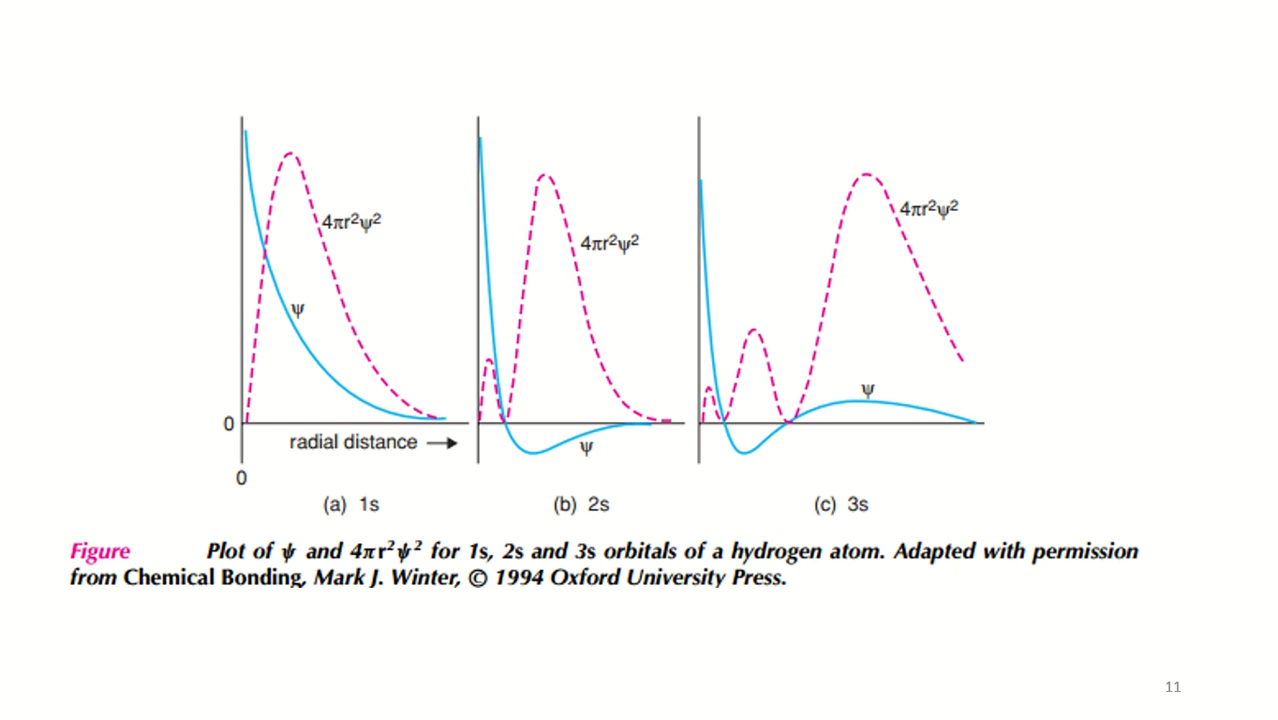 4πr²ψ²
ψ
0
radial distance →
0
(a) 1s
4πr²ψ²
ψ
(b) 2s
4πr²ψ²
ψ
(c) 3s
Figure Plot of ψ and 4πr²ψ² for 1s, 2s and 3s orbitals of a hydrogen atom. Adapted with permission
from Chemical Bonding, Mark J. Winter, © 1994 Oxford University Press.
11